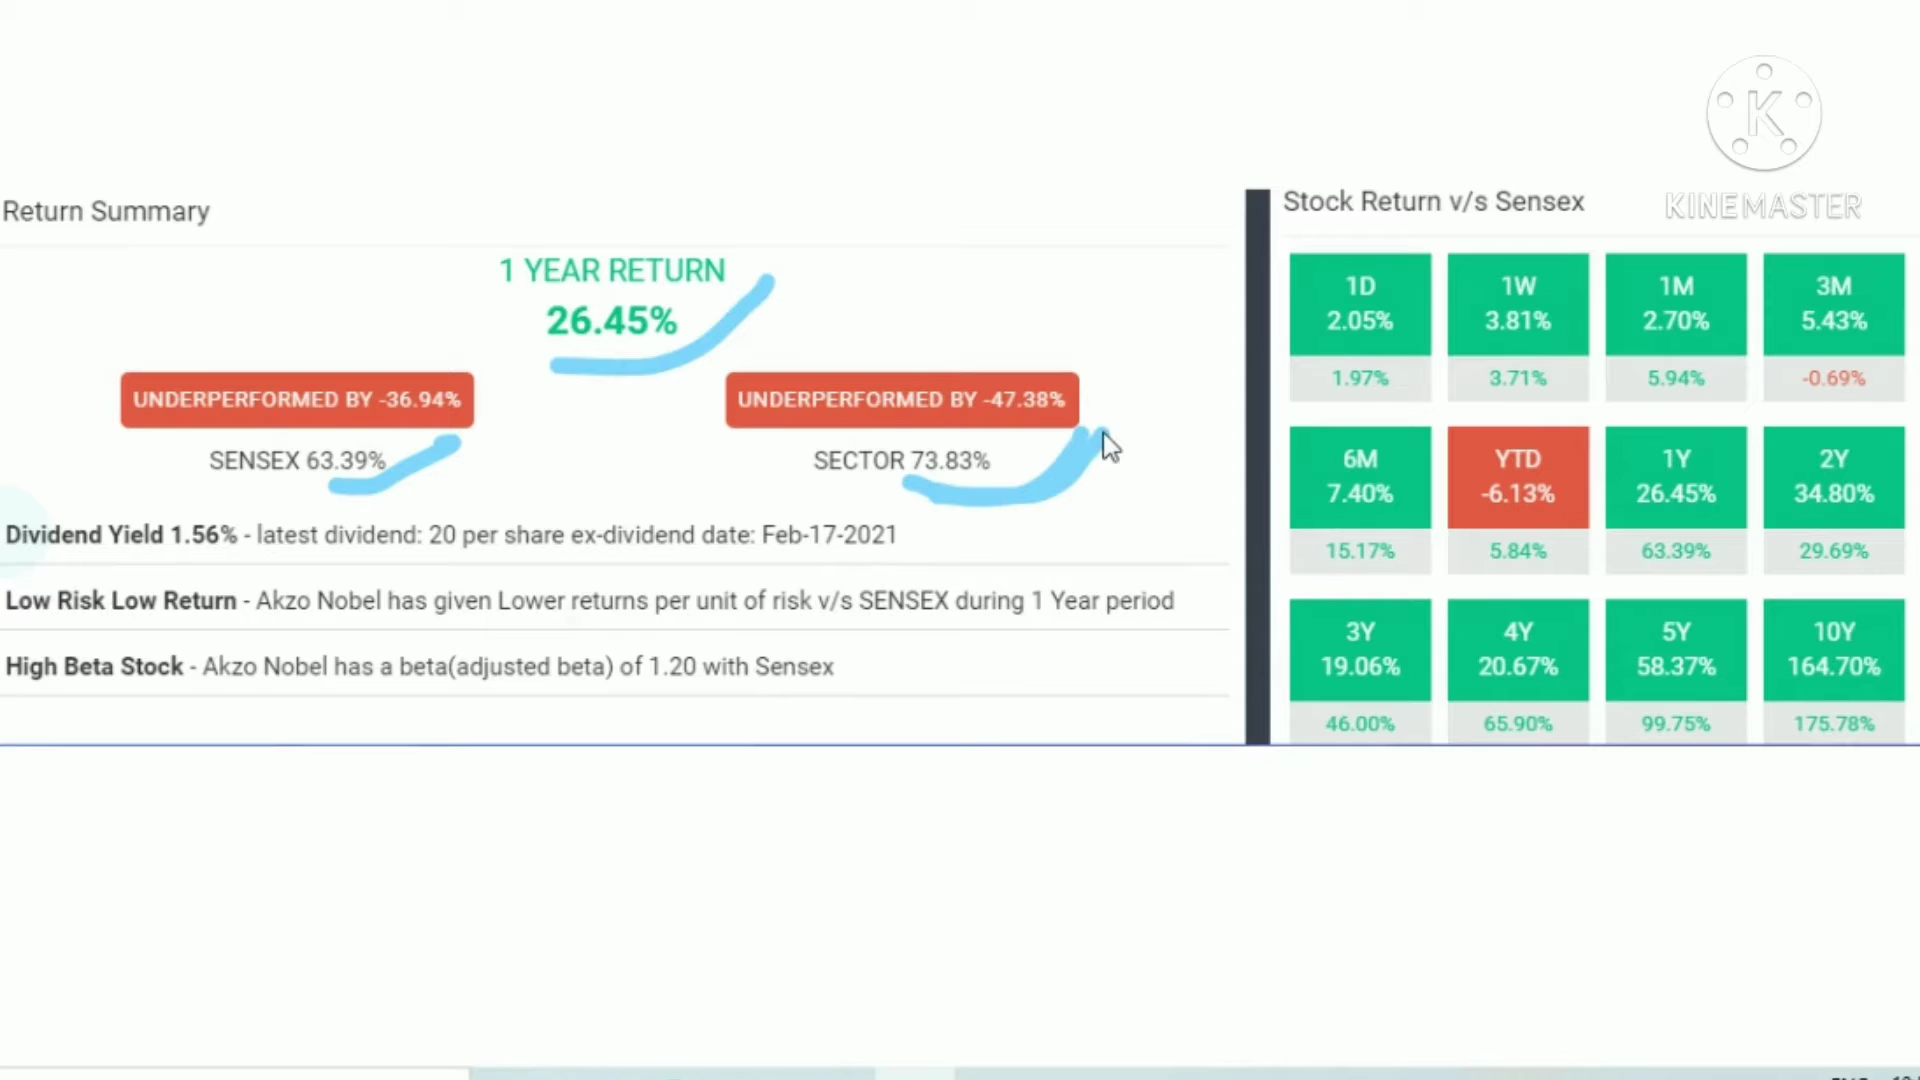 K
KINEMASTER
Return Summary
1 YEAR RETURN
26.45%
UNDERPERFORMED BY -36.94%
SENSEX 63.39%
UNDERPERFORMED BY -47.38%
SECTOR 73.83%
Dividend Yield 1.56% - latest dividend: 20 per share ex-dividend date: Feb-17-2021
Low Risk Low Return - Akzo Nobel has given Lower returns per unit of risk v/s SENSEX during 1 Year period
High Beta Stock - Akzo Nobel has a beta(adjusted beta) of 1.20 with Sensex
Stock Return v/s Sensex
1D 1W 1M 3M
2.05% 3.81% 2.70% 5.43%
1.97% 3.71% 5.94% -0.69%
6M YTD 1Y 2Y
7.40% -6.13% 26.45% 34.80%
15.17% 5.84% 63.39% 29.69%
3Y 4Y 5Y 10Y
19.06% 20.67% 58.37% 164.70%
46.00% 65.90% 99.75% 175.78%